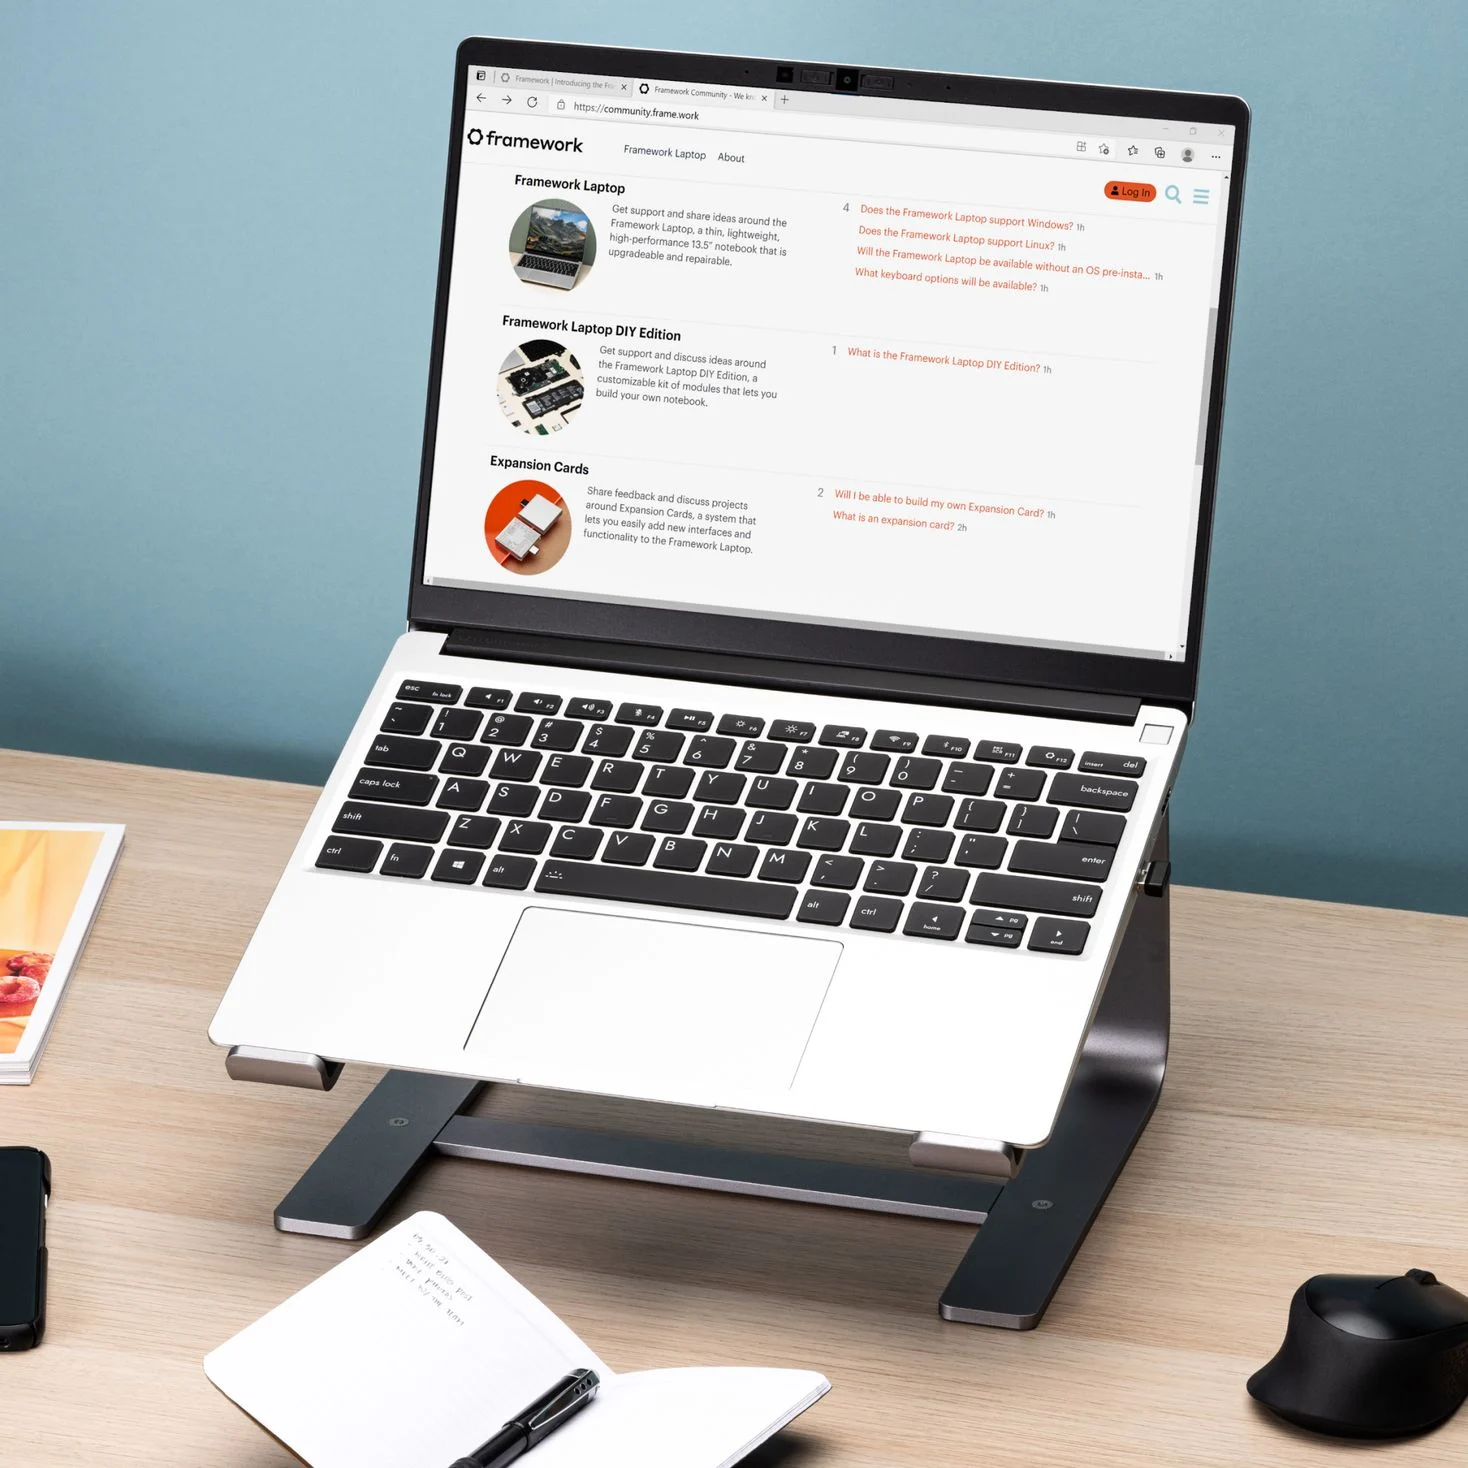 Framework | Introducing the Fra
Framework Community - We kn
https://community.frame.work
framework
Framework Laptop
About
Log In
Framework Laptop
Get support and share ideas around the
Framework Laptop, a thin, lightweight,
high-performance 13.5" notebook that is
upgradeable and repairable.
4
Does the Framework Laptop support Windows? 1h
Does the Framework Laptop support Linux? 1h
Will the Framework Laptop be available without an OS pre-insta... 1h
What keyboard options will be available? 1h
Framework Laptop DIY Edition
Get support and discuss ideas around
the Framework Laptop DIY Edition, a
customizable kit of modules that lets you
build your own notebook.
1
What is the Framework Laptop DIY Edition? 1h
Expansion Cards
Share feedback and discuss projects
around Expansion Cards, a system that
lets you easily add new interfaces and
functionality to the Framework Laptop.
2
Will I be able to build my own Expansion Card? 1h
What is an expansion card? 2h
esc fn lock F1 F2 F3 F4 F5 F6 F7 F8 F9 F10 F11 F12 insert del
~ ` ! 1 @ 2 # 3 $ 4 % 5 ^ 6 & 7 * 8 ( 9 ) 0 _ - + = backspace
tab Q W E R T Y U I O P { [ } ] | \
caps lock A S D F G H J K L : ; " ' enter
shift Z X C V B N M < , > . ? / shift
ctrl fn alt alt ctrl home pg pg end